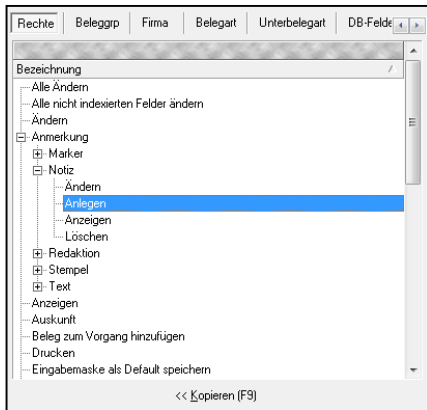 Rechte Beleggrp Firma Belegart Unterbelegart DB-Felde
Bezeichnung
Alle Ändern
Alle nicht indexierten Felder ändern
Ändern
Anmerkung
Marker
Notiz
Ändern
Anlegen
Anzeigen
Löschen
Redaktion
Stempel
Text
Anzeigen
Auskunft
Beleg zum Vorgang hinzufügen
Drucken
Eingabemaske als Default speichern
<< Kopieren (F9)